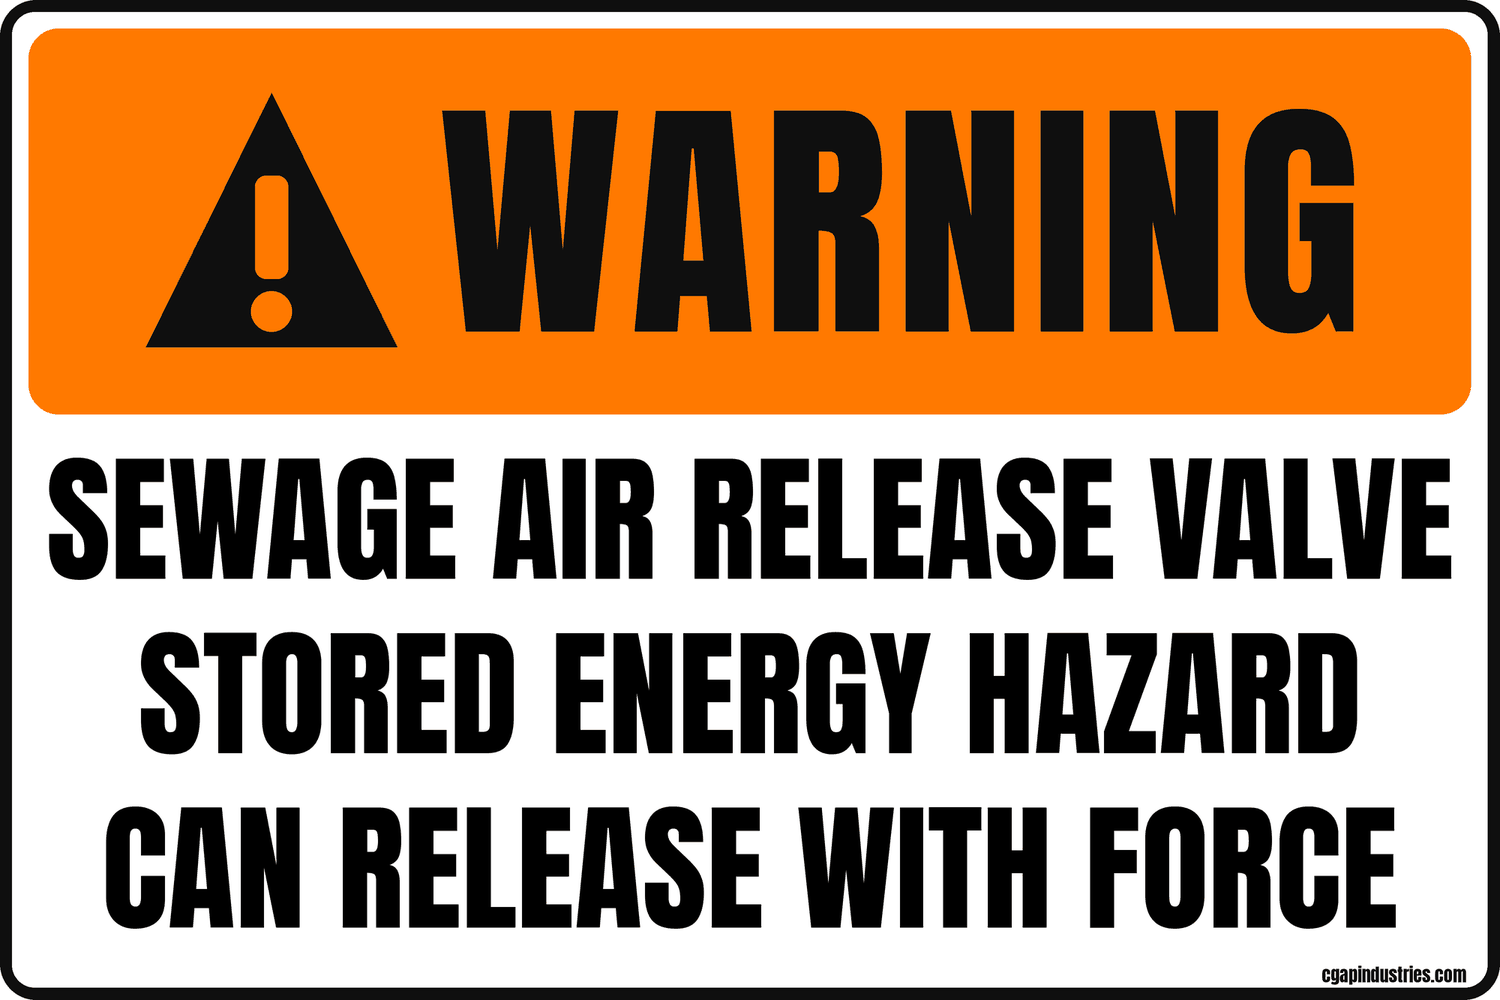 WARNING
SEWAGE AIR RELEASE VALVE
STORED ENERGY HAZARD
CAN RELEASE WITH FORCE
cgapindustries.com